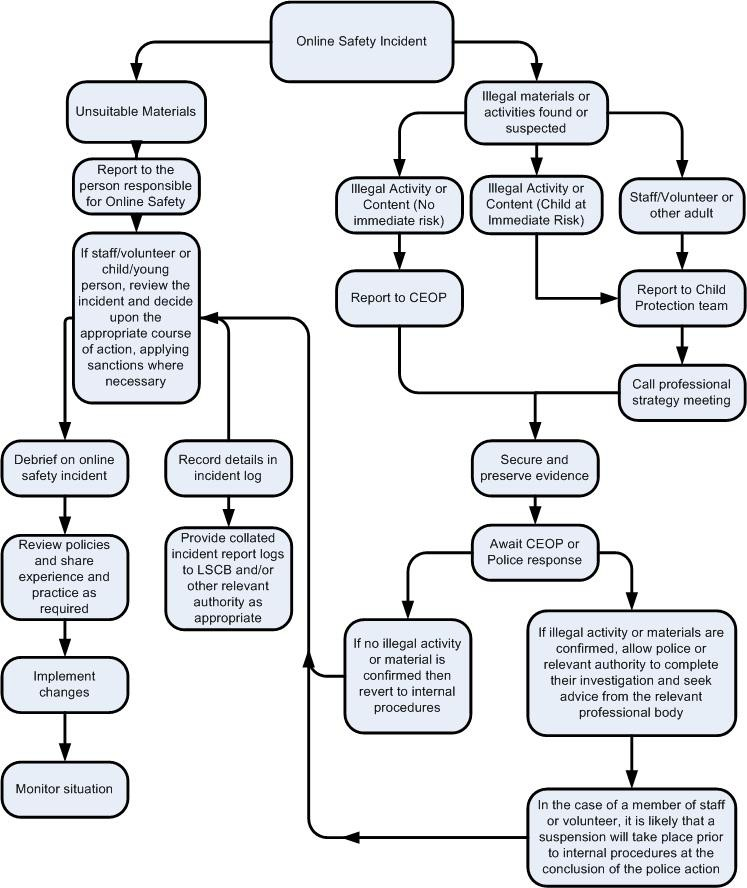 Online Safety Incident
Unsuitable Materials
Illegal materials or
activities found or
suspected
Report to the
person responsible
for Online Safety
Illegal Activity or
Content (No
immediate risk)
Illegal Activity or
Content (Child at
Immediate Risk)
Staff/Volunteer or
other adult
If staff/volunteer or
child/young
person, review the
incident and decide
upon the
appropriate course
of action, applying
sanctions where
necessary
Report to CEOP
Report to Child
Protection team
Call professional
strategy meeting
Debrief on online
safety incident
Record details in
incident log
Secure and
preserve evidence
Review policies
and share
experience and
practice as
required
Provide collated
incident report logs
to LSCB and/or
other relevant
authority as
appropriate
Await CEOP or
Police response
If no illegal activity
or material is
confirmed then
revert to internal
procedures
If illegal activity or materials are
confirmed, allow police or
relevant authority to complete
their investigation and seek
advice from the relevant
professional body
Implement
changes
Monitor situation
In the case of a member of staff
or volunteer, it is likely that a
suspension will take place prior
to internal procedures at the
conclusion of the police action